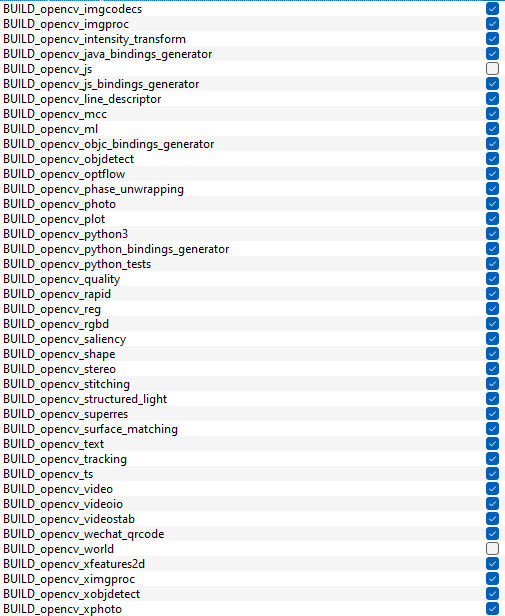 BUILD_opencv_imgcodecs
BUILD_opencv_imgproc
BUILD_opencv_intensity_transform
BUILD_opencv_java_bindings_generator
BUILD_opencv_js
BUILD_opencv_js_bindings_generator
BUILD_opencv_line_descriptor
BUILD_opencv_mcc
BUILD_opencv_ml
BUILD_opencv_objc_bindings_generator
BUILD_opencv_objdetect
BUILD_opencv_optflow
BUILD_opencv_phase_unwrapping
BUILD_opencv_photo
BUILD_opencv_plot
BUILD_opencv_python3
BUILD_opencv_python_bindings_generator
BUILD_opencv_python_tests
BUILD_opencv_quality
BUILD_opencv_rapid
BUILD_opencv_reg
BUILD_opencv_rgbd
BUILD_opencv_saliency
BUILD_opencv_shape
BUILD_opencv_stereo
BUILD_opencv_stitching
BUILD_opencv_structured_light
BUILD_opencv_superres
BUILD_opencv_surface_matching
BUILD_opencv_text
BUILD_opencv_tracking
BUILD_opencv_ts
BUILD_opencv_video
BUILD_opencv_videoio
BUILD_opencv_videostab
BUILD_opencv_wechat_qrcode
BUILD_opencv_world
BUILD_opencv_xfeatures2d
BUILD_opencv_ximgproc
BUILD_opencv_xobjdetect
BUILD_opencv_xphoto